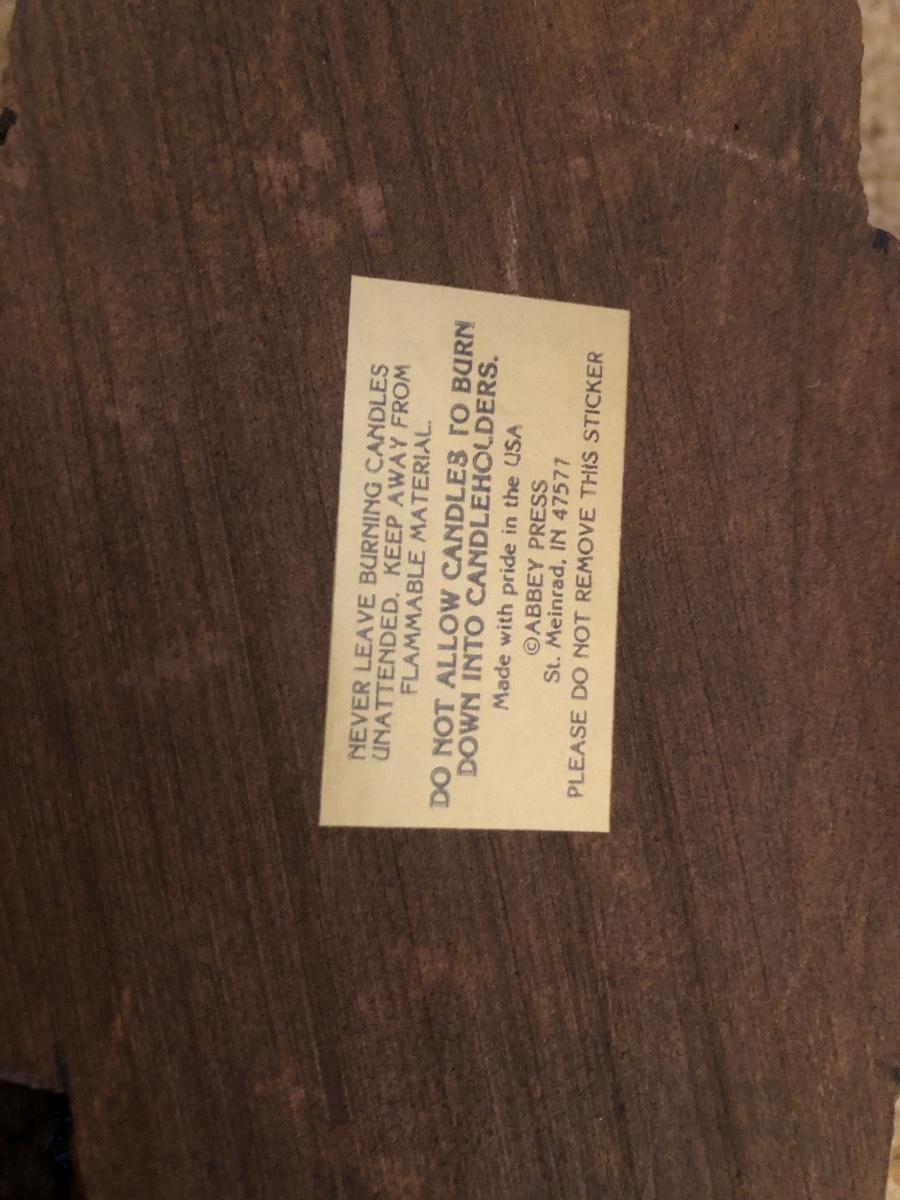 NEVER LEAVE BURNING CANDLES
UNATTENDED. KEEP AWAY FROM
FLAMMABLE MATERIAL.
DO NOT ALLOW CANDLES TO BURN
DOWN INTO CANDLEHOLDERS.
Made with pride in the USA
©ABBEY PRESS
St. Meinrad, IN 47577
PLEASE DO NOT REMOVE THIS STICKER